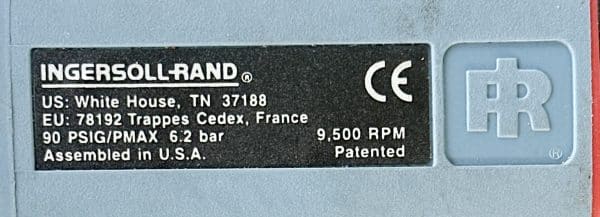 INGERSOLL-RAND®
CE
US: White House, TN 37188
EU: 78192 Trappes Cedex, France
90 PSIG/PMAX 6.2 bar
9,500 RPM
Assembled in U.S.A.
Patented
IR®